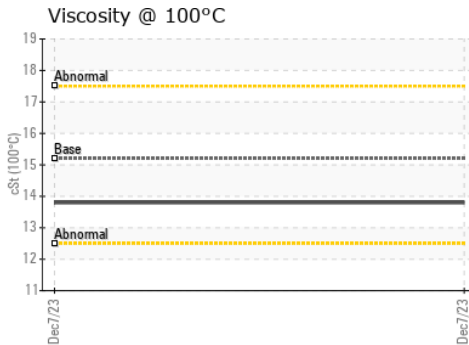 Viscosity @ 100°C
cSt (100°C)
19
18
17
16
15
14
13
12
11
Abnormal
Base
Abnormal
Dec7/23
Dec7/23